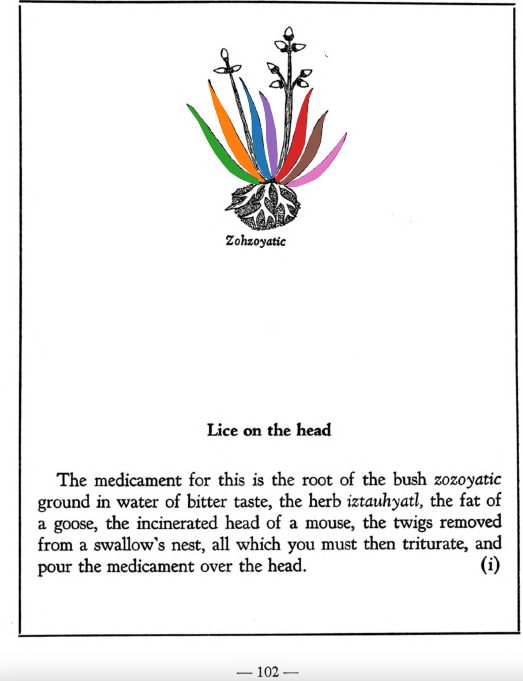 Zohzoyatic
Lice on the head
The medicament for this is the root of the bush zozoyatic
ground in water of bitter taste, the herb iztauhyatl, the fat of
a goose, the incinerated head of a mouse, the twigs removed
from a swallow's nest, all which you must then triturate, and
pour the medicament over the head. (i)
— 102 —